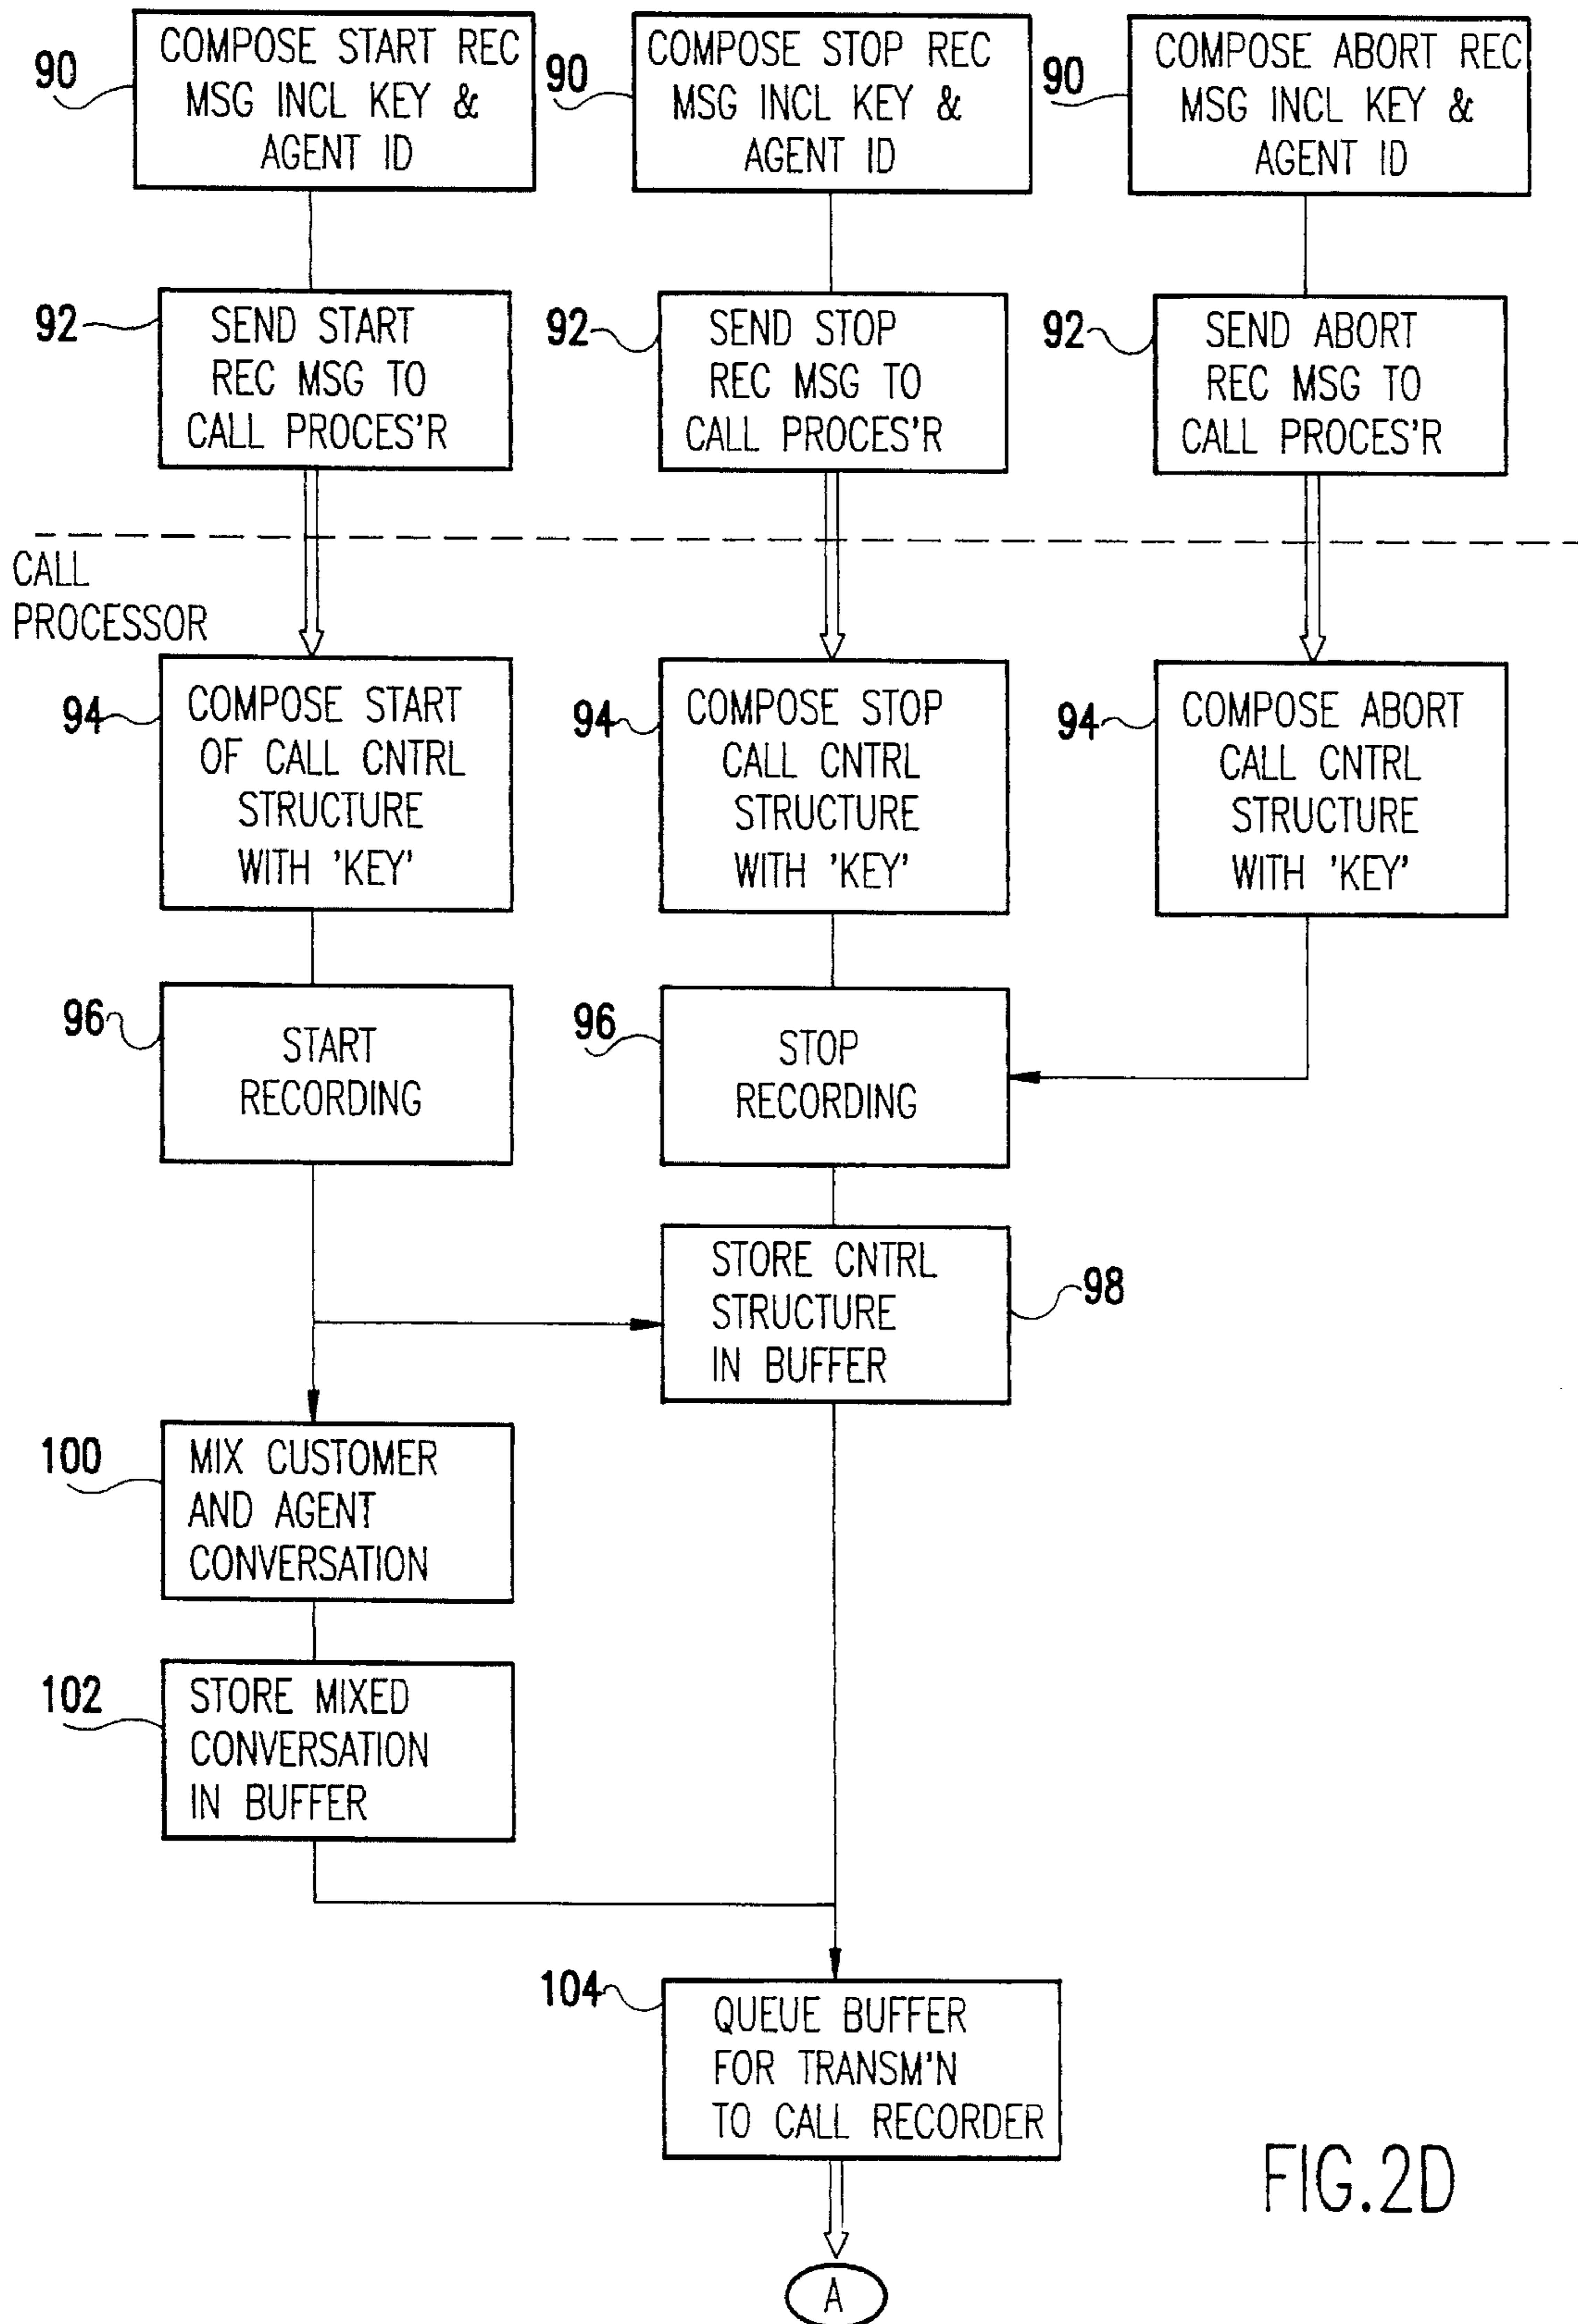 90
COMPOSE START REC
MSG INCL KEY &
AGENT ID
90
COMPOSE STOP REC
MSG INCL KEY &
AGENT ID
90
COMPOSE ABORT REC
MSG INCL KEY &
AGENT ID
92
SEND START
REC MSG TO
CALL PROCES'R
92
SEND STOP
REC MSG TO
CALL PROCES'R
92
SEND ABORT
REC MSG TO
CALL PROCES'R
CALL
PROCESSOR
94
COMPOSE START
OF CALL CNTRL
STRUCTURE
WITH 'KEY'
94
COMPOSE STOP
CALL CNTRL
STRUCTURE
WITH 'KEY'
94
COMPOSE ABORT
CALL CNTRL
STRUCTURE
WITH 'KEY'
96
START
RECORDING
96
STOP
RECORDING
STORE CNTRL
STRUCTURE
IN BUFFER
98
100
MIX CUSTOMER
AND AGENT
CONVERSATION
102
STORE MIXED
CONVERSATION
IN BUFFER
104
QUEUE BUFFER
FOR TRANSM'N
TO CALL RECORDER
A
FIG.2D